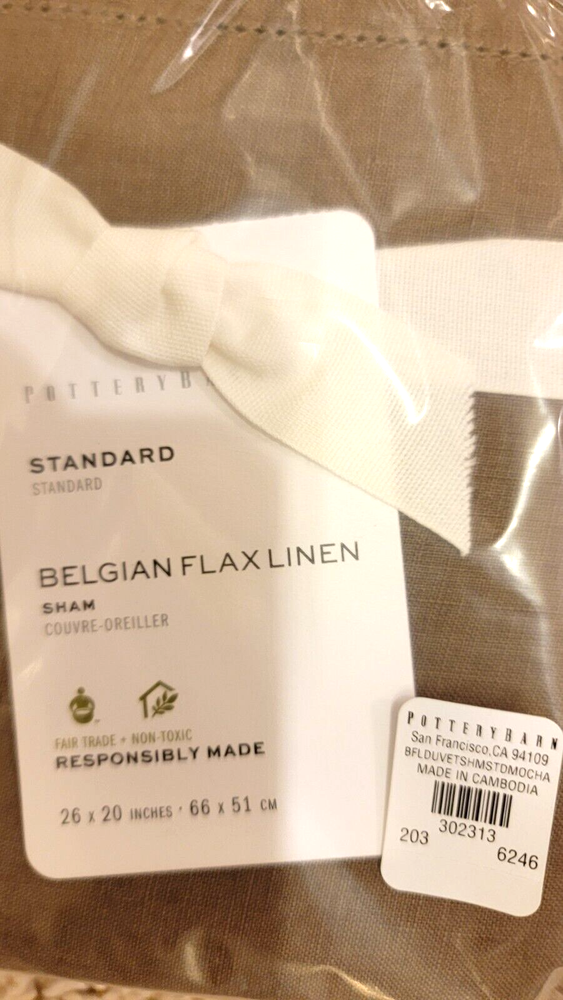 POTTERY B
STANDARD
STANDARD
BELGIAN FLAX LINEN
SHAM
COUVRE-OREILLER
FAIR TRADE + NON-TOXIC
RESPONSIBLY MADE
26 x 20 INCHES · 66 x 51 CM
POTTERYBARN
San Francisco,CA 94109
BFLDUVETSHMSTDMOCHA
MADE IN CAMBODIA
302313
203
6246